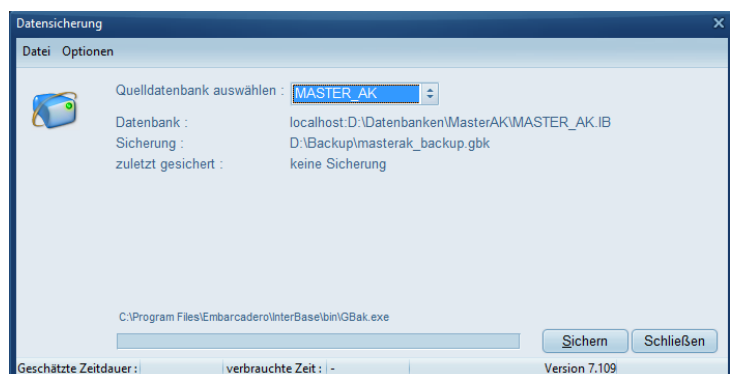 Datensicherung
Datei Optionen
Quelldatenbank auswählen : MASTER_AK
Datenbank : localhost:D:\Datenbanken\MasterAK\MASTER_AK.IB
Sicherung : D:\Backup\masterak_backup.gbk
zuletzt gesichert : keine Sicherung
C:\Program Files\Embarcadero\InterBase\bin\GBak.exe
Sichern Schließen
Geschätzte Zeitdauer : verbrauchte Zeit : - Version 7.109